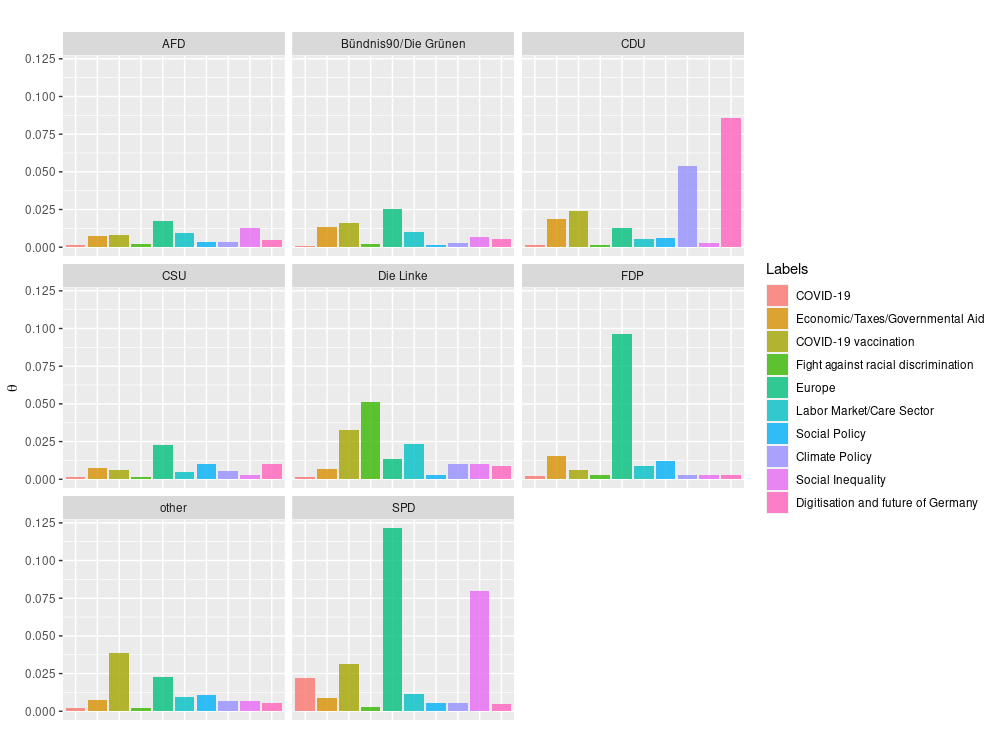 AFD
Bündnis90/Die Grünen
CDU
0.125
0.100
0.075
0.050
0.025
0.000
CSU
Die Linke
FDP
0.125
0.100
0.075
0.050
0.025
0.000
other
SPD
0.125
0.100
0.075
0.050
0.025
0.000
θ
Labels
COVID-19
Economic/Taxes/Governmental Aid
COVID-19 vaccination
Fight against racial discrimination
Europe
Labor Market/Care Sector
Social Policy
Climate Policy
Social Inequality
Digitisation and future of Germany